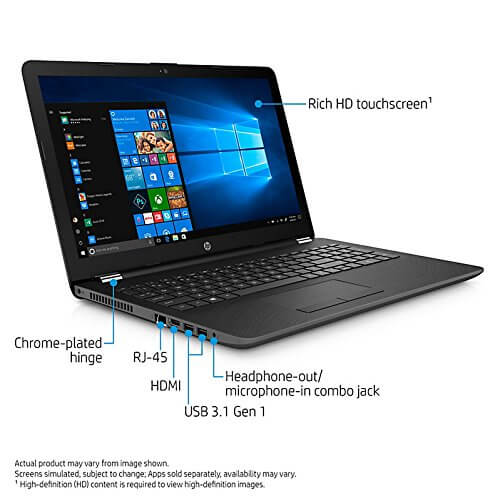 Rich HD touchscreen¹
hp
Chrome-plated
hinge
RJ-45
HDMI
USB 3.1 Gen 1
Headphone-out/
microphone-in combo jack
Actual product may vary from image shown.
Screens simulated, subject to change; Apps sold separately, availability may vary.
¹ High-definition (HD) content is required to view high-definition images.